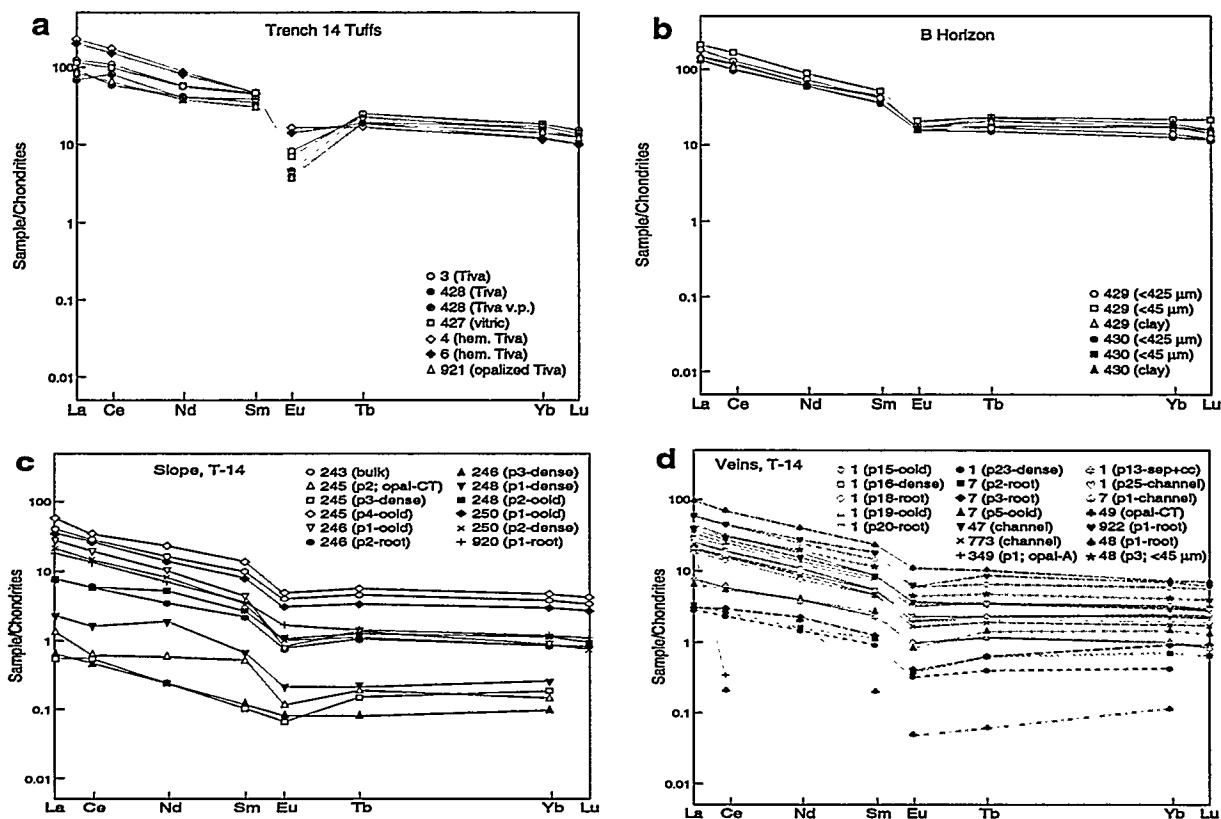 a
Trench 14 Tuffs
Sample/Chondrites
100
10
1
0.1
0.01
La Ce Nd Sm Eu Tb Yb Lu
3 (Tiva)
428 (Tiva)
428 (Tiva v.p.)
427 (vitric)
4 (hem. Tiva)
6 (hem. Tiva)
921 (opalized Tiva)
b
B Horizon
Sample/Chondrites
100
10
1
0.1
0.01
La Ce Nd Sm Eu Tb Yb Lu
429 (<425 µm)
429 (<45 µm)
429 (clay)
430 (<425 µm)
430 (<45 µm)
430 (clay)
c
Slope, T-14
Sample/Chondrites
100
10
1
0.1
0.01
La Ce Nd Sm Eu Tb Yb Lu
243 (bulk)
245 (p2; opal-CT)
245 (p3-dense)
245 (p4-ooid)
246 (p1-ooid)
246 (p2-root)
246 (p3-dense)
248 (p1-dense)
248 (p2-ooid)
250 (p1-ooid)
250 (p2-dense)
920 (p1-root)
d
Veins, T-14
Sample/Chondrites
100
10
1
0.1
0.01
La Ce Nd Sm Eu Tb Yb Lu
1 (p15-ooid)
1 (p16-dense)
1 (p18-root)
1 (p19-ooid)
1 (p20-root)
1 (p23-dense)
7 (p2-root)
7 (p3-root)
7 (p5-ooid)
47 (channel)
773 (channel)
349 (p1; opal-A)
1 (p13-sep+cc)
1 (p25-channel)
7 (p1-channel)
49 (opal-CT)
922 (p1-root)
48 (p1-root)
48 (p3; <45 µm)